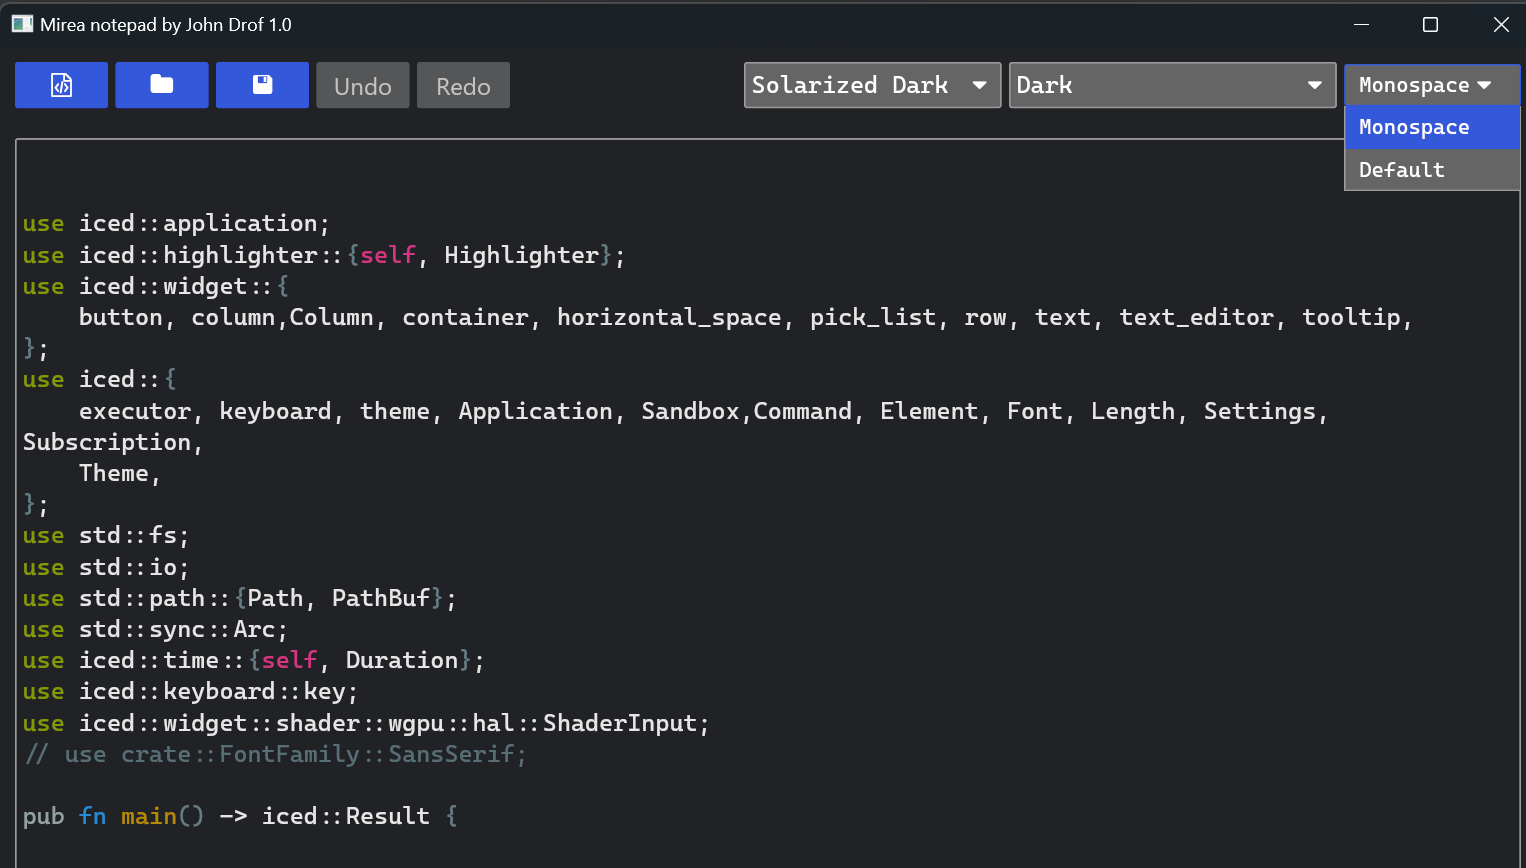 Mirea notepad by John Drof 1.0
Undo Redo Solarized Dark Dark Monospace
Monospace
Default
use iced::application;
use iced::highlighter::{self, Highlighter};
use iced::widget::{
    button, column,Column, container, horizontal_space, pick_list, row, text, text_editor, tooltip,
};
use iced::{
    executor, keyboard, theme, Application, Sandbox,Command, Element, Font, Length, Settings,
Subscription,
    Theme,
};
use std::fs;
use std::io;
use std::path::{Path, PathBuf};
use std::sync::Arc;
use iced::time::{self, Duration};
use iced::keyboard::key;
use iced::widget::shader::wgpu::hal::ShaderInput;
// use crate::FontFamily::SansSerif;
pub fn main() -> iced::Result {